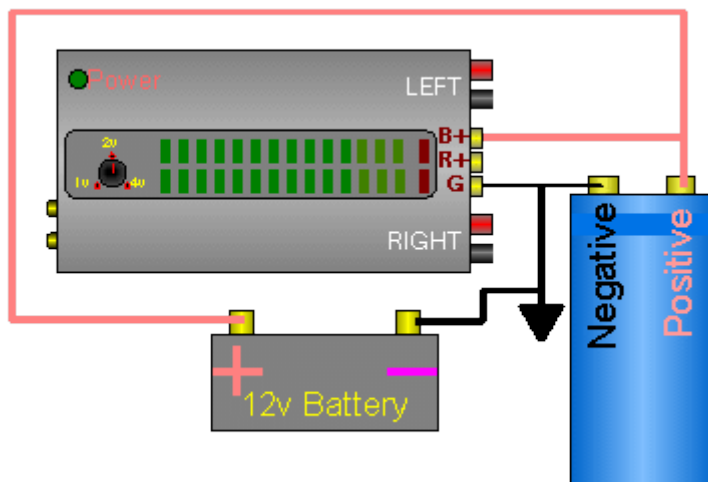 Power
LEFT
B+
R+
G
2v
1v
4v
RIGHT
Negative
Positive
+
−
12v Battery